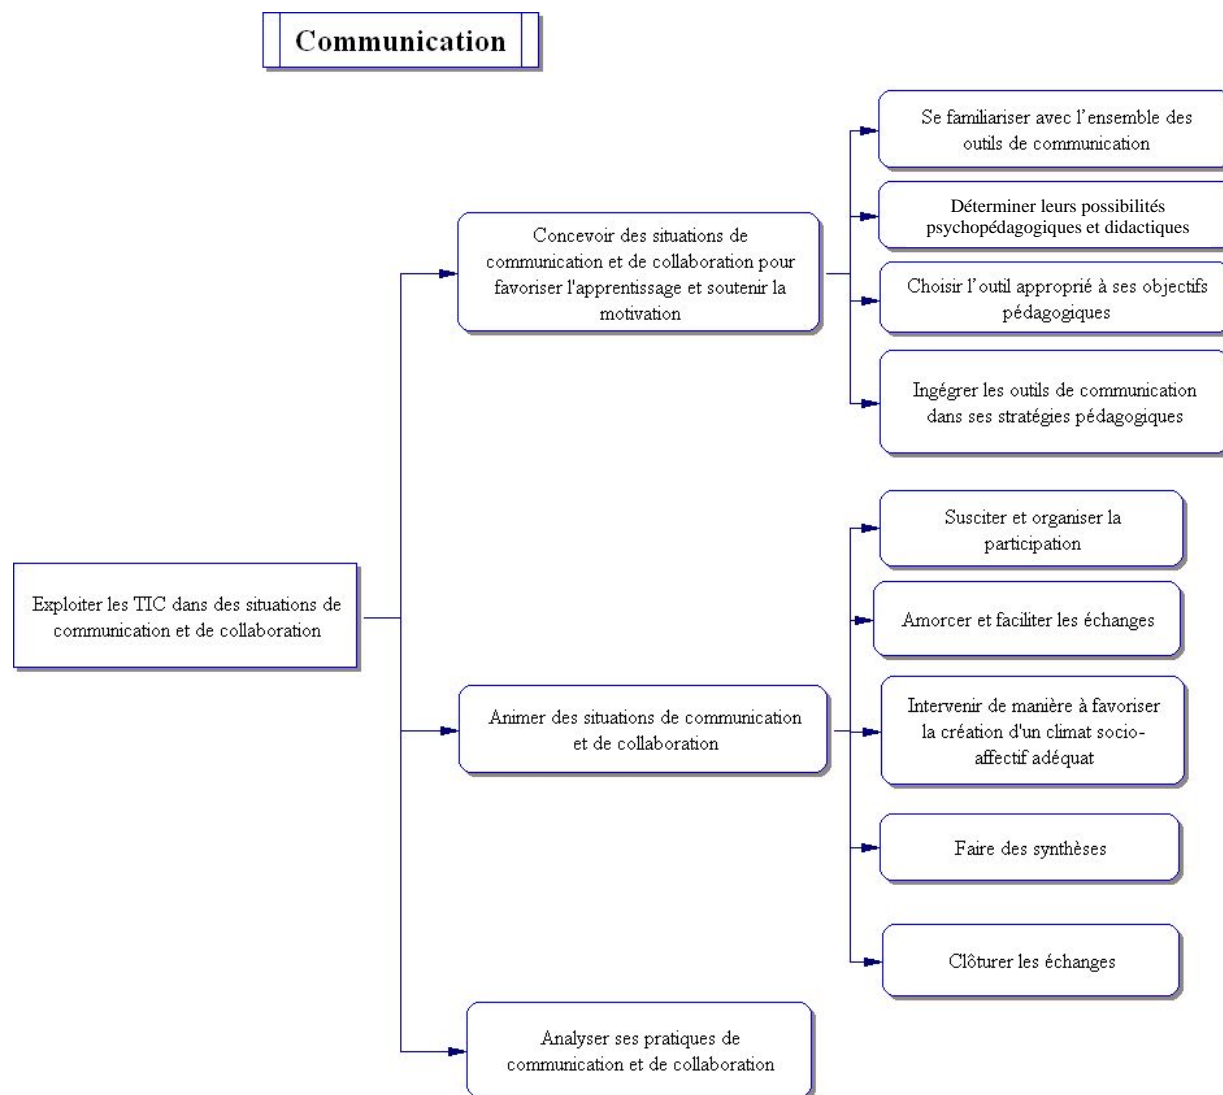 Communication
Exploiter les TIC dans des situations de
communication et de collaboration
Concevoir des situations de
communication et de collaboration pour
favoriser l'apprentissage et soutenir la
motivation
Se familiariser avec l’ensemble des
outils de communication
Déterminer leurs possibilités
psychopédagogiques et didactiques
Choisir l’outil approprié à ses objectifs
pédagogiques
Ingégrer les outils de communication
dans ses stratégies pédagogiques
Animer des situations de communication
et de collaboration
Susciter et organiser la
participation
Amorcer et faciliter les échanges
Intervenir de manière à favoriser
la création d'un climat socio-
affectif adéquat
Faire des synthèses
Clôturer les échanges
Analyser ses pratiques de
communication et de collaboration